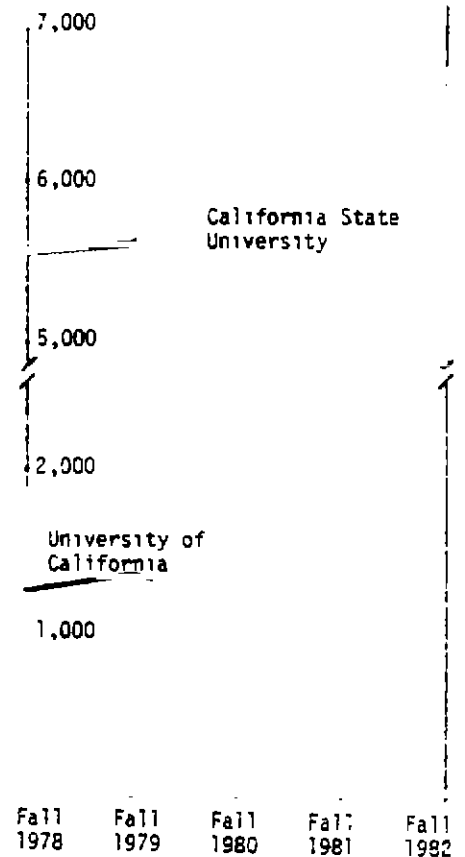 7,000
6,000
California State
University
5,000
2,000
University of
California
1,000
Fall Fall Fall Fall Fall
1978 1979 1980 1981 1982